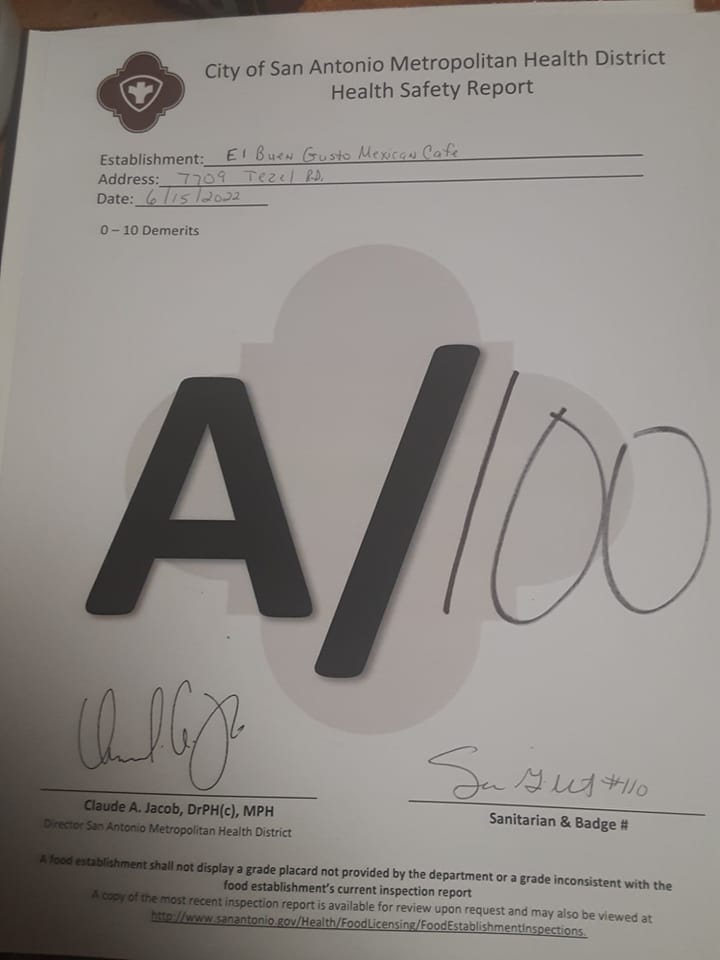 City of San Antonio Metropolitan Health District
Health Safety Report
Establishment: El Buen Gusto Mexican Cafe
Address: 7709 Tezel RD.
Date: 6/15/2022
0 – 10 Demerits
A/100
#110
Claude A. Jacob, DrPH(c), MPH
Director San Antonio Metropolitan Health District
Sanitarian & Badge #
A food establishment shall not display a grade placard not provided by the department or a grade inconsistent with the
food establishment's current inspection report
A copy of the most recent inspection report is available for review upon request and may also be viewed at
http://www.sanantonio.gov/Health/FoodLicensing/FoodEstablishmentInspections.